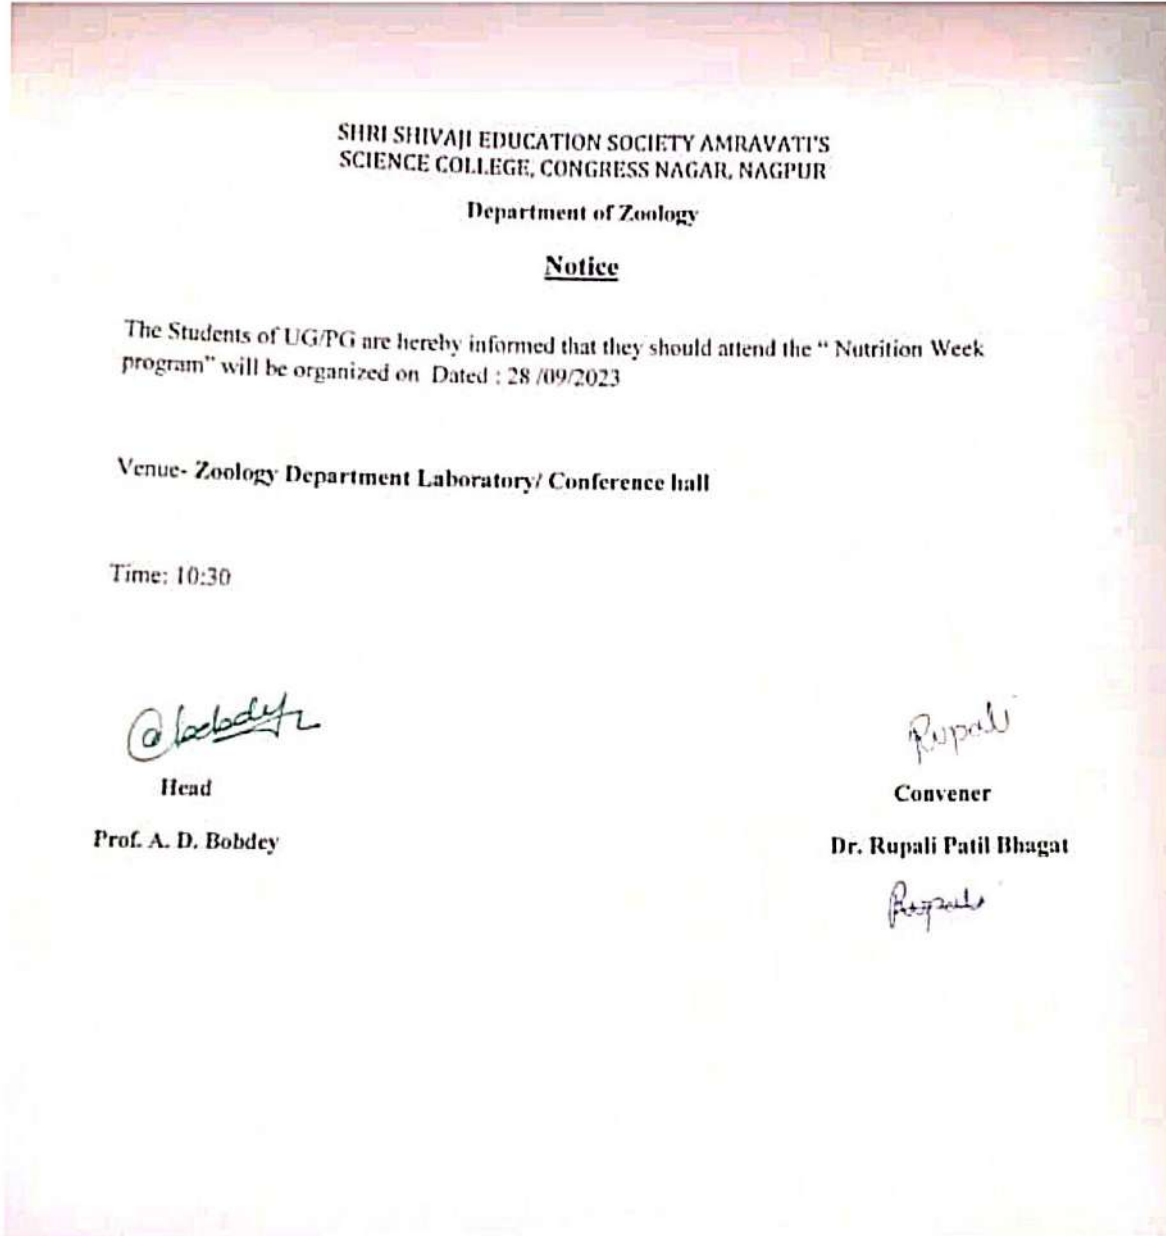 SHRI SHIVAJI EDUCATION SOCIETY AMRAVATI'S
SCIENCE COLLEGE, CONGRESS NAGAR, NAGPUR
Department of Zoology
Notice
The Students of UG/PG are hereby informed that they should attend the “ Nutrition Week
program” will be organized on Dated : 28 /09/2023
Venue- Zoology Department Laboratory/ Conference hall
Time: 10:30
Rupali
Head
Convener
Prof. A. D. Bobdey
Dr. Rupali Patil Bhagat
Rupali